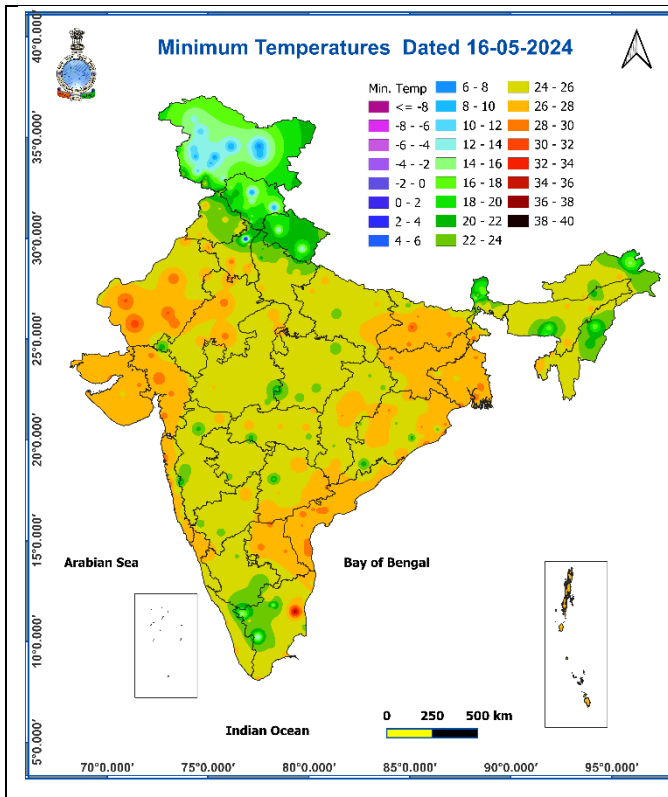 Minimum Temperatures Dated 16-05-2024
Min. Temp
<= -8
-8 - -6
-6 - -4
-4 - -2
-2 - 0
0 - 2
2 - 4
4 - 6
6 - 8
8 - 10
10 - 12
12 - 14
14 - 16
16 - 18
18 - 20
20 - 22
22 - 24
24 - 26
26 - 28
28 - 30
30 - 32
32 - 34
34 - 36
36 - 38
38 - 40
40°0.000'
35°0.000'
30°0.000'
25°0.000'
20°0.000'
15°0.000'
10°0.000'
5°0.000'
Arabian Sea
Bay of Bengal
Indian Ocean
0 250 500 km
70°0.000' 75°0.000' 80°0.000' 85°0.000' 90°0.000' 95°0.000'